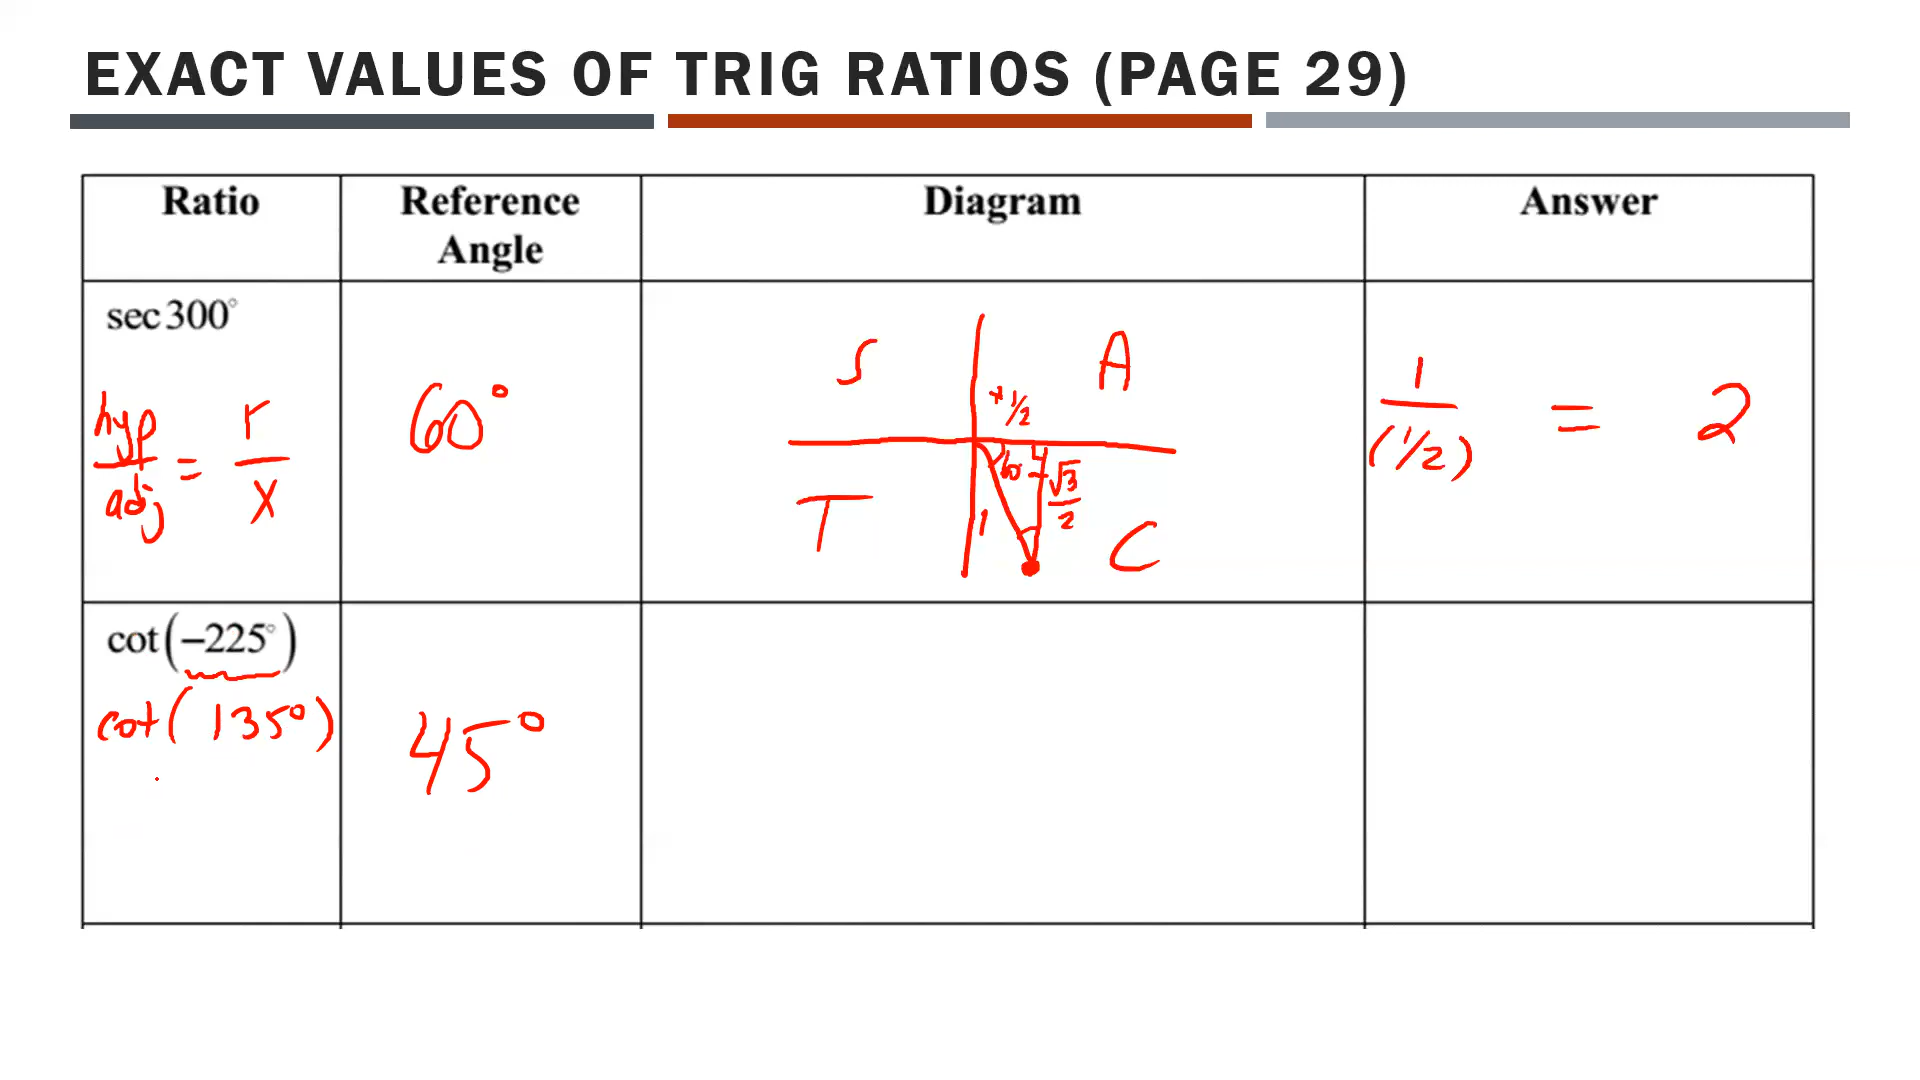 EXACT VALUES OF TRIG RATIOS (PAGE 29)
Ratio
Reference
Angle
Diagram
Answer
sec 300°
hyp/adj = r/x
60°
S
A
+1/2
60
-√3/2
1
T
C
1/(1/2) = 2
cot(−225°)
cot(135°)
45°